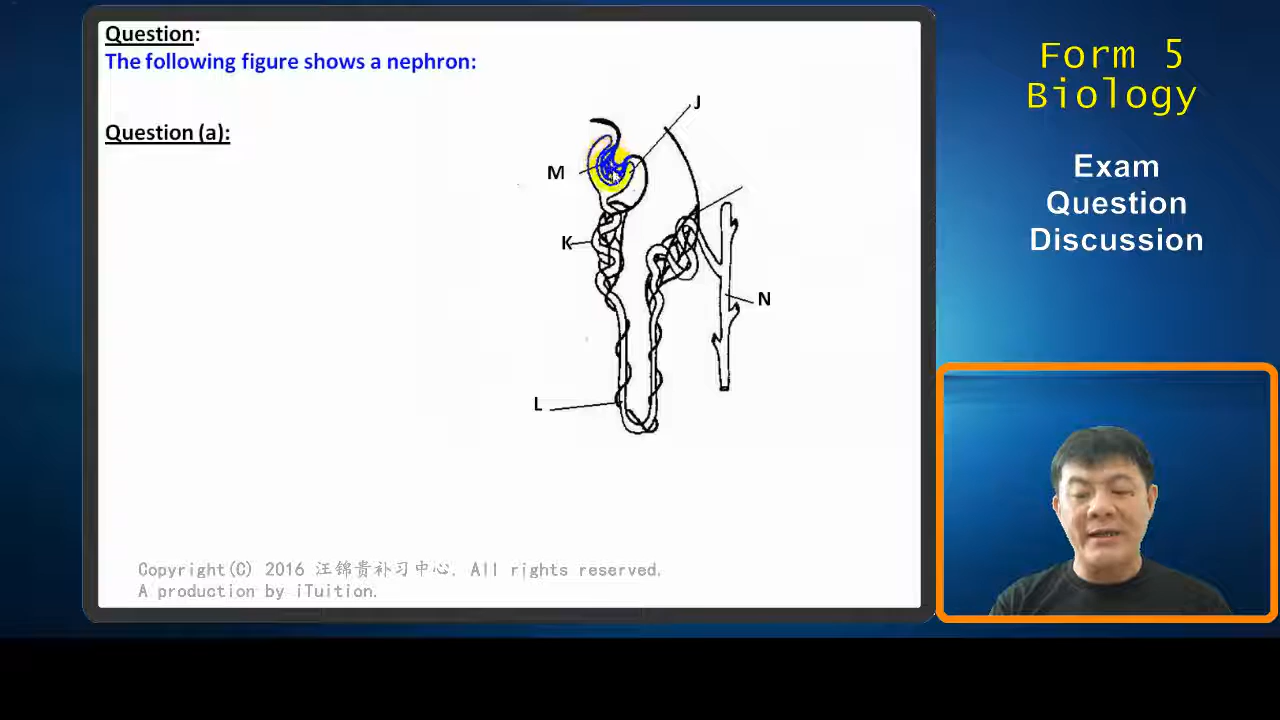 Question:
The following figure shows a nephron:
Question (a):
J
M
K
N
L
Copyright(C) 2016 汪锦贵补习中心. All rights reserved.
A production by iTuition.
Form 5
Biology
Exam
Question
Discussion